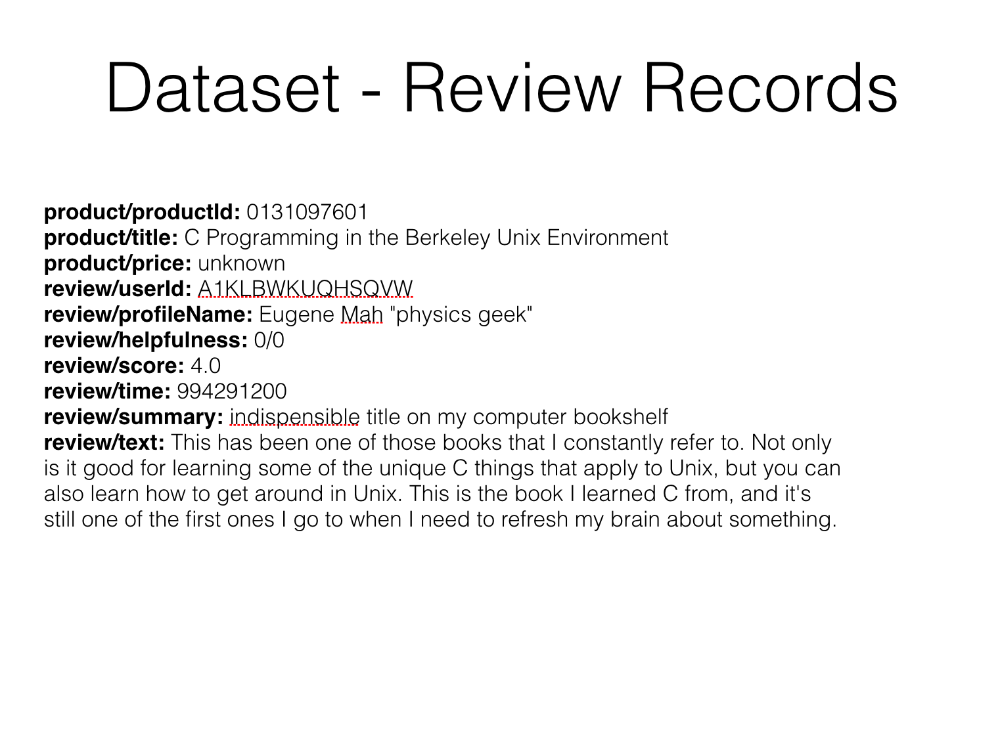 Dataset - Review Records
product/productId: 0131097601
product/title: C Programming in the Berkeley Unix Environment
product/price: unknown
review/userId: A1KLBWKUQHSQVW
review/profileName: Eugene Mah "physics geek"
review/helpfulness: 0/0
review/score: 4.0
review/time: 994291200
review/summary: indispensible title on my computer bookshelf
review/text: This has been one of those books that I constantly refer to. Not only
is it good for learning some of the unique C things that apply to Unix, but you can
also learn how to get around in Unix. This is the book I learned C from, and it's
still one of the first ones I go to when I need to refresh my brain about something.